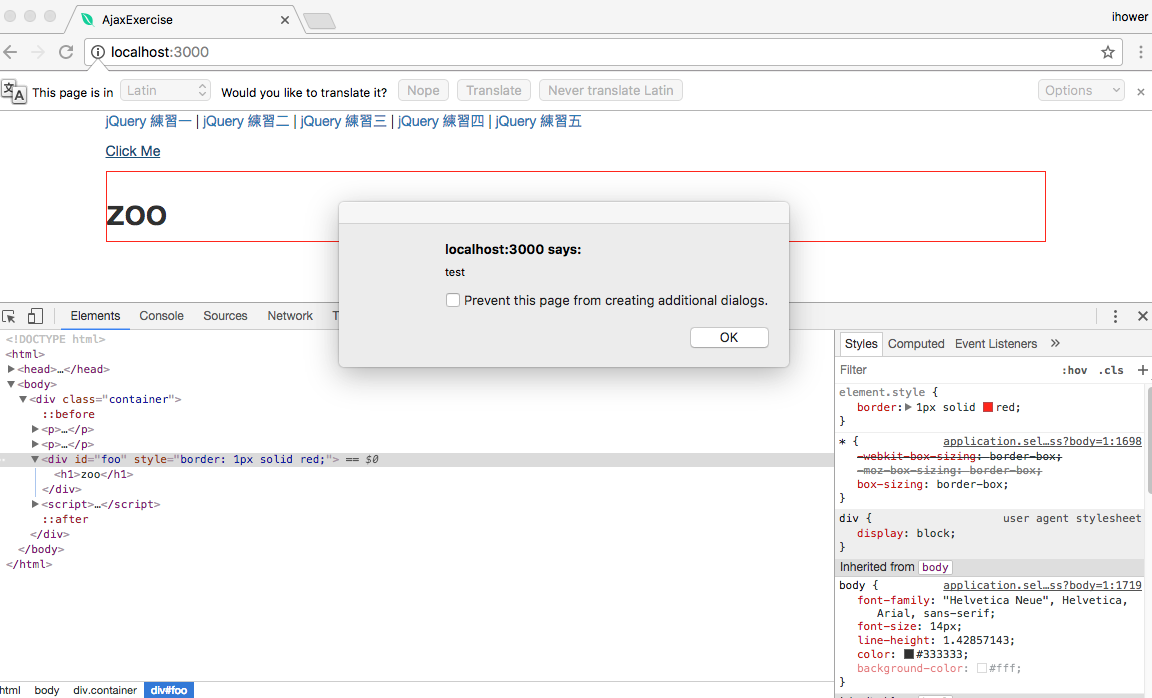 AjaxExercise
ihower
localhost:3000
This page is in Latin Would you like to translate it? Nope Translate Never translate Latin Options
jQuery 練習一 | jQuery 練習二 | jQuery 練習三 | jQuery 練習四 | jQuery 練習五
Click Me
zoo
localhost:3000 says:
test
Prevent this page from creating additional dialogs.
OK
Elements Console Sources Network T
<!DOCTYPE html>
<html>
<head>…</head>
<body>
<div class="container">
::before
<p>…</p>
<p>…</p>
<div id="foo" style="border: 1px solid red;"> == $0
<h1>zoo</h1>
</div>
<script>…</script>
::after
</div>
</body>
</html>
html body div.container div#foo
Styles Computed Event Listeners »
Filter :hov .cls +
element.style {
border: 1px solid red;
}
* { application.sel…ss?body=1:1698
-webkit-box-sizing: border-box;
-moz-box-sizing: border-box;
box-sizing: border-box;
}
div { user agent stylesheet
display: block;
}
Inherited from body
body { application.sel…ss?body=1:1719
font-family: "Helvetica Neue", Helvetica,
Arial, sans-serif;
font-size: 14px;
line-height: 1.42857143;
color: #333333;
background-color: #fff;
}